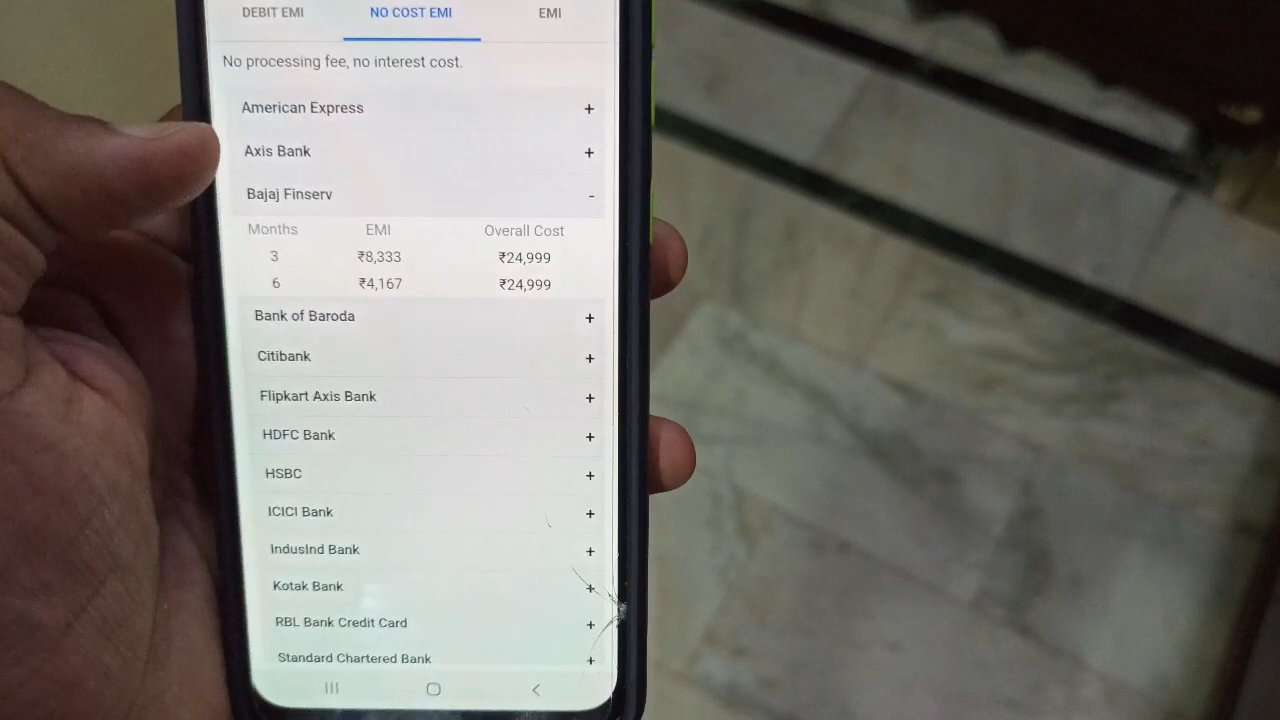 DEBIT EMI NO COST EMI EMI
No processing fee, no interest cost.
American Express +
Axis Bank +
Bajaj Finserv -
Months EMI Overall Cost
3 ₹8,333 ₹24,999
6 ₹4,167 ₹24,999
Bank of Baroda +
Citibank +
Flipkart Axis Bank +
HDFC Bank +
HSBC +
ICICI Bank +
IndusInd Bank +
Kotak Bank +
RBL Bank Credit Card +
Standard Chartered Bank +